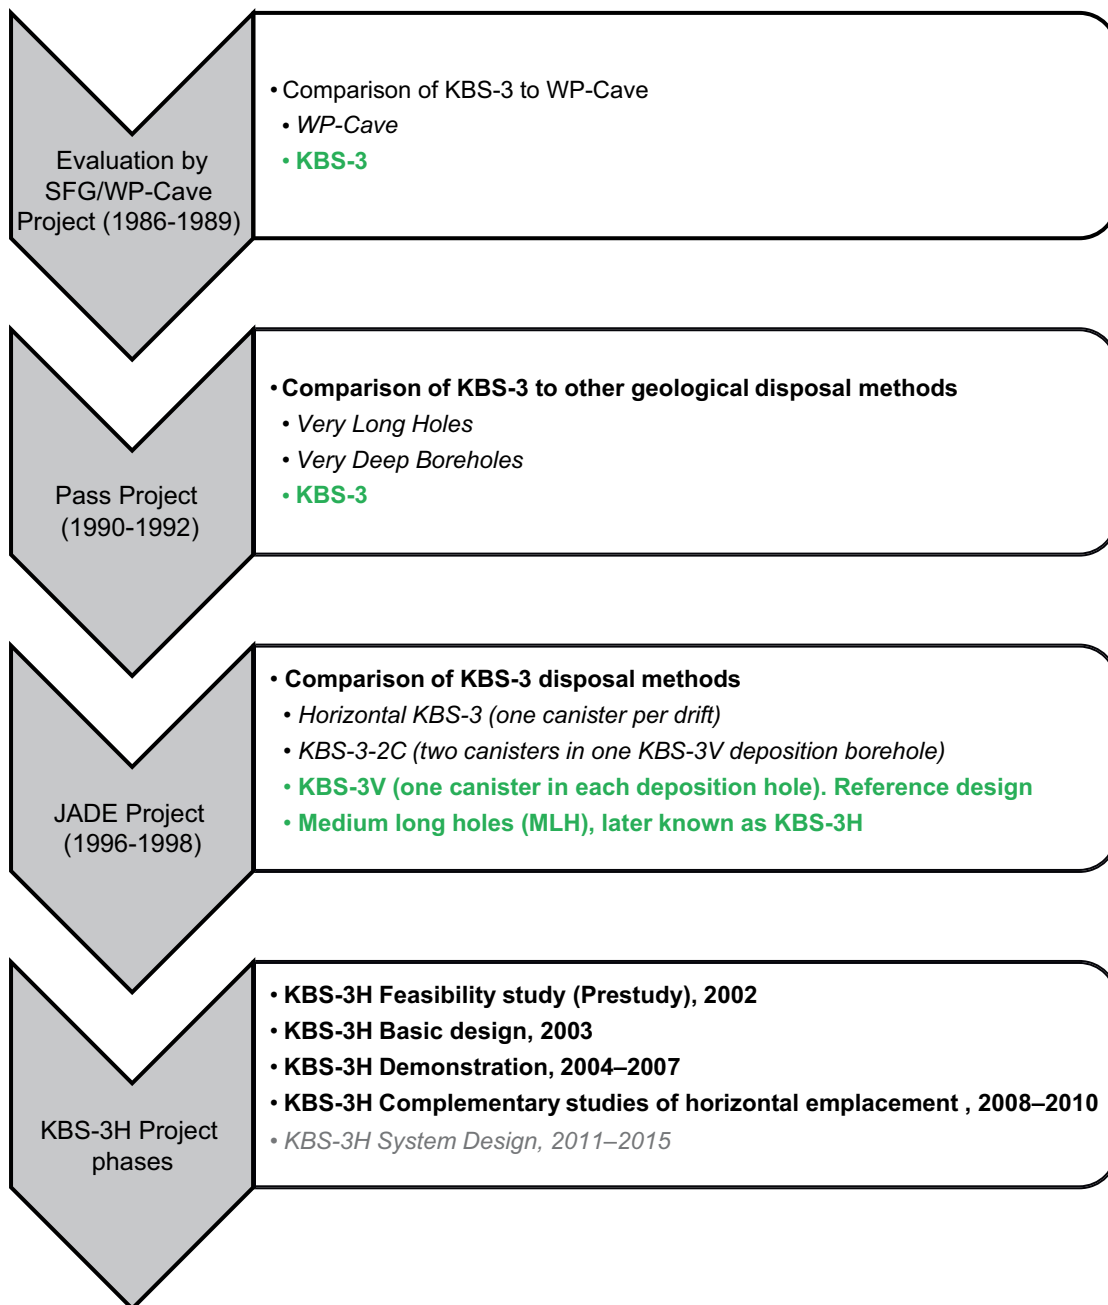 Evaluation by
SFG/WP-Cave
Project (1986-1989)
• Comparison of KBS-3 to WP-Cave
• WP-Cave
• KBS-3
Pass Project
(1990-1992)
• Comparison of KBS-3 to other geological disposal methods
• Very Long Holes
• Very Deep Boreholes
• KBS-3
JADE Project
(1996-1998)
• Comparison of KBS-3 disposal methods
• Horizontal KBS-3 (one canister per drift)
• KBS-3-2C (two canisters in one KBS-3V deposition borehole)
• KBS-3V (one canister in each deposition hole). Reference design
• Medium long holes (MLH), later known as KBS-3H
KBS-3H Project
phases
• KBS-3H Feasibility study (Prestudy), 2002
• KBS-3H Basic design, 2003
• KBS-3H Demonstration, 2004–2007
• KBS-3H Complementary studies of horizontal emplacement , 2008–2010
• KBS-3H System Design, 2011–2015